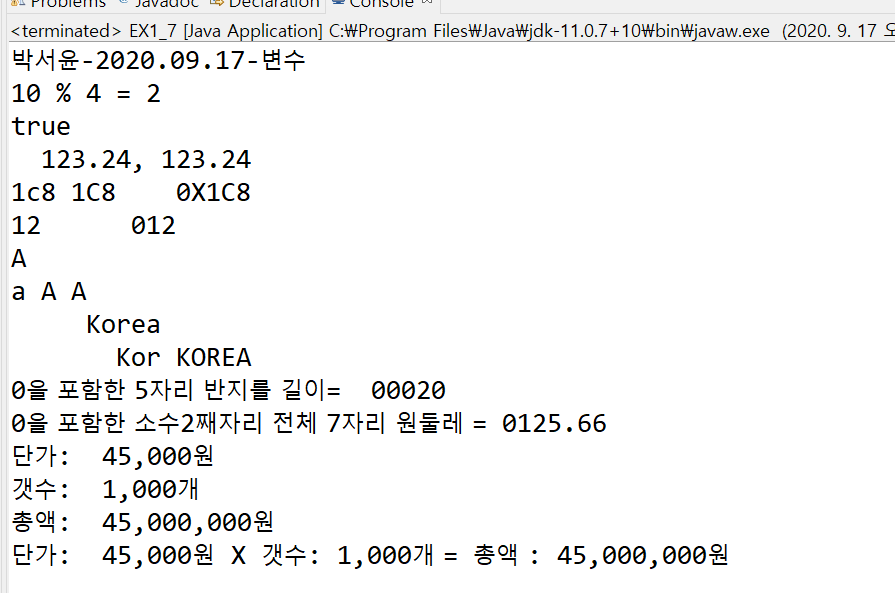 Problems Javadoc Declaration Console
<terminated> EX1_7 [Java Application] C:₩Program Files₩Java₩jdk-11.0.7+10₩bin₩javaw.exe (2020. 9. 17 오
박서윤-2020.09.17-변수
10 % 4 = 2
true
  123.24, 123.24
1c8 1C8    0X1C8
12      012
A
a A A
     Korea
       Kor KOREA
0을 포함한 5자리 반지를 길이=  00020
0을 포함한 소수2째자리 전체 7자리 원둘레 = 0125.66
단가:  45,000원
갯수:  1,000개
총액:  45,000,000원
단가:  45,000원 X 갯수: 1,000개 = 총액 : 45,000,000원